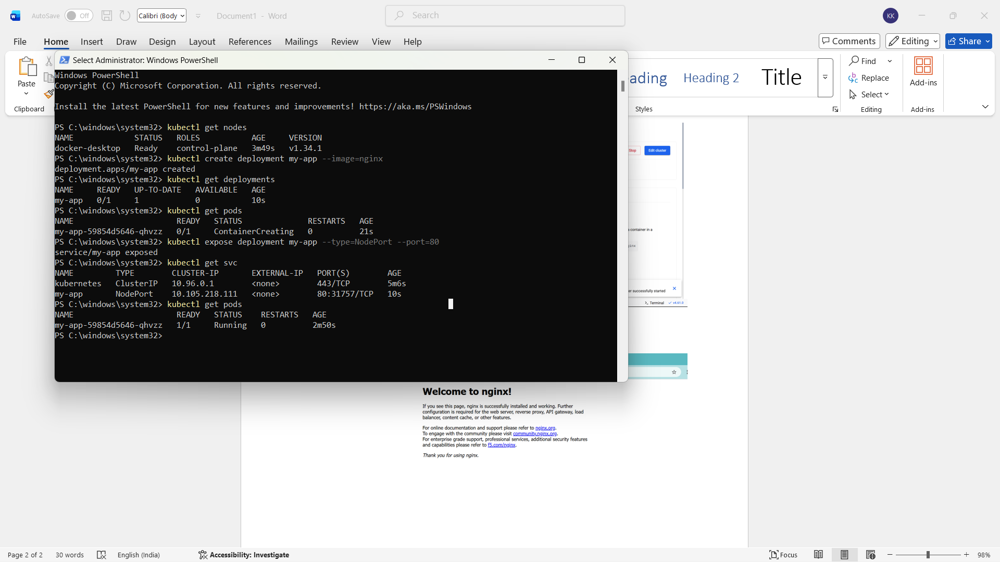 AutoSave Off Calibri (Body Document1 - Word Search KK
File Home Insert Draw Design Layout References Mailings Review View Help Comments Editing Share
Paste
Clipboard
ading Heading 2 Title
Styles
Find
Replace
Select
Editing
Add-ins
Add-ins
Select Administrator: Windows PowerShell
Windows PowerShell
Copyright (C) Microsoft Corporation. All rights reserved.
Install the latest PowerShell for new features and improvements! https://aka.ms/PSWindows
PS C:\windows\system32> kubectl get nodes
NAME STATUS ROLES AGE VERSION
docker-desktop Ready control-plane 3m49s v1.34.1
PS C:\windows\system32> kubectl create deployment my-app --image=nginx
deployment.apps/my-app created
PS C:\windows\system32> kubectl get deployments
NAME READY UP-TO-DATE AVAILABLE AGE
my-app 0/1 1 0 10s
PS C:\windows\system32> kubectl get pods
NAME READY STATUS RESTARTS AGE
my-app-59854d5646-qhvzz 0/1 ContainerCreating 0 21s
PS C:\windows\system32> kubectl expose deployment my-app --type=NodePort --port=80
service/my-app exposed
PS C:\windows\system32> kubectl get svc
NAME TYPE CLUSTER-IP EXTERNAL-IP PORT(S) AGE
kubernetes ClusterIP 10.96.0.1 <none> 443/TCP 5m6s
my-app NodePort 10.105.218.111 <none> 80:31757/TCP 10s
PS C:\windows\system32> kubectl get pods
NAME READY STATUS RESTARTS AGE
my-app-59854d5646-qhvzz 1/1 Running 0 2m50s
PS C:\windows\system32>
Stop Edit cluster
a container in a
ginx
er successfully started
Terminal v4.61.0
Welcome to nginx!
If you see this page, nginx is successfully installed and working. Further
configuration is required for the web server, reverse proxy, API gateway, load
balancer, content cache, or other features.
For online documentation and support please refer to nginx.org.
To engage with the community please visit community.nginx.org.
For enterprise grade support, professional services, additional security features
and capabilities please refer to f5.com/nginx.
Thank you for using nginx.
Page 2 of 2 30 words English (India) Accessibility: Investigate Focus 98%